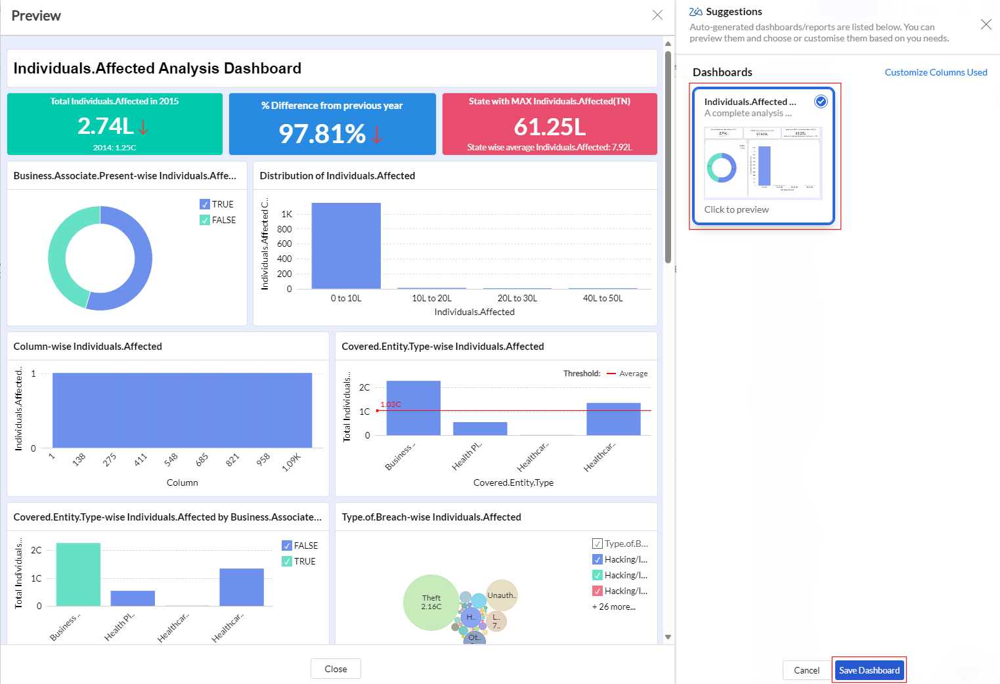 Preview
Individuals.Affected Analysis Dashboard
Total Individuals.Affected in 2015
2.74L
2014: 1.25C
% Difference from previous year
97.81%
State with MAX Individuals.Affected(TN)
61.25L
State wise average Individuals.Affected: 7.92L
Business.Associate.Present-wise Individuals.Affe...
TRUE
FALSE
Distribution of Individuals.Affected
Individuals.Affected C..
1K
800
600
400
200
0
0 to 10L
10L to 20L
20L to 30L
40L to 50L
Individuals.Affected
Column-wise Individuals.Affected
Individuals.Affected..
1
0
1
138
275
411
548
685
821
958
1.09K
Column
Covered.Entity.Type-wise Individuals.Affected
Threshold:
Average
Total Individuals...
2C
1C
0
1.03C
Business ..
Health Pl..
Healthcar..
Healthcar..
Covered.Entity.Type
Covered.Entity.Type-wise Individuals.Affected by Business.Associate...
Total Individuals...
2C
1C
0
Business ..
Health Pl..
Healthcar..
Healthcar..
FALSE
TRUE
Type.of.Breach-wise Individuals.Affected
Theft
2.16C
Unauth..
H..
L..
7..
Ot..
Type.of.B...
Hacking/I...
Hacking/I...
Hacking/I...
+ 26 more...
Close
Suggestions
Auto-generated dashboards/reports are listed below. You can
preview them and choose or customise them based on you needs.
Dashboards
Customize Columns Used
Individuals.Affected ...
A complete analysis ...
2.74L
97.81%
61.25L
Click to preview
Cancel
Save Dashboard